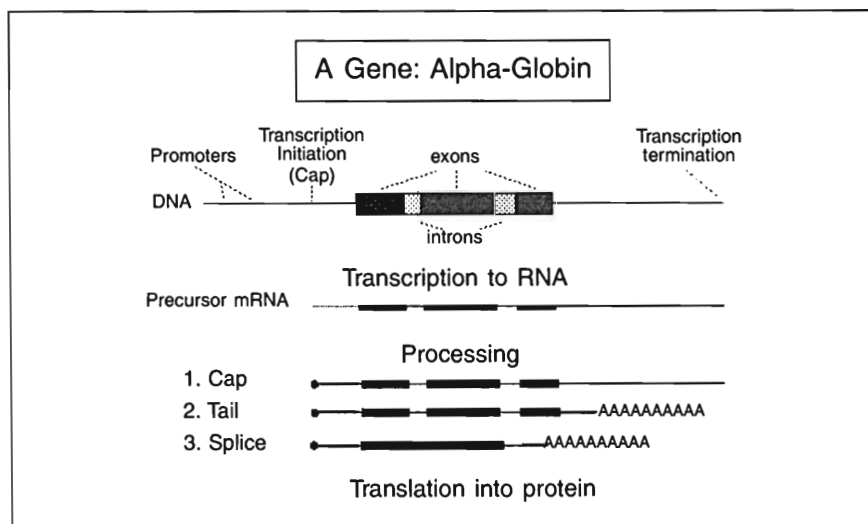 A Gene: Alpha-Globin
Promoters
Transcription
Initiation
(Cap)
exons
Transcription
termination
DNA
introns
Transcription to RNA
Precursor mRNA
Processing
1. Cap
2. Tail AAAAAAAAAA
3. Splice AAAAAAAAAA
Translation into protein